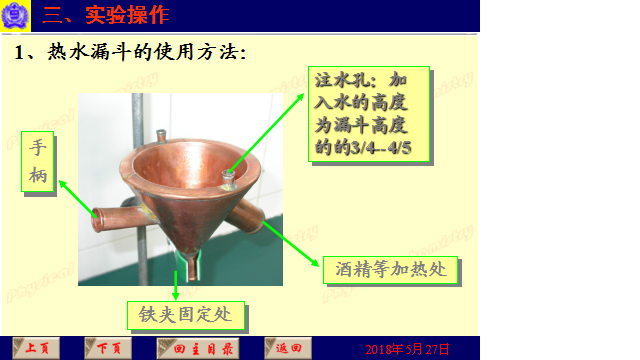 三、实验操作
1、热水漏斗的使用方法:
注水孔：加
入水的高度
为漏斗高度
的的3/4--4/5
手
柄
酒精等加热处
铁夹固定处
上页
下页
回主目录
返回
2018年5月27日